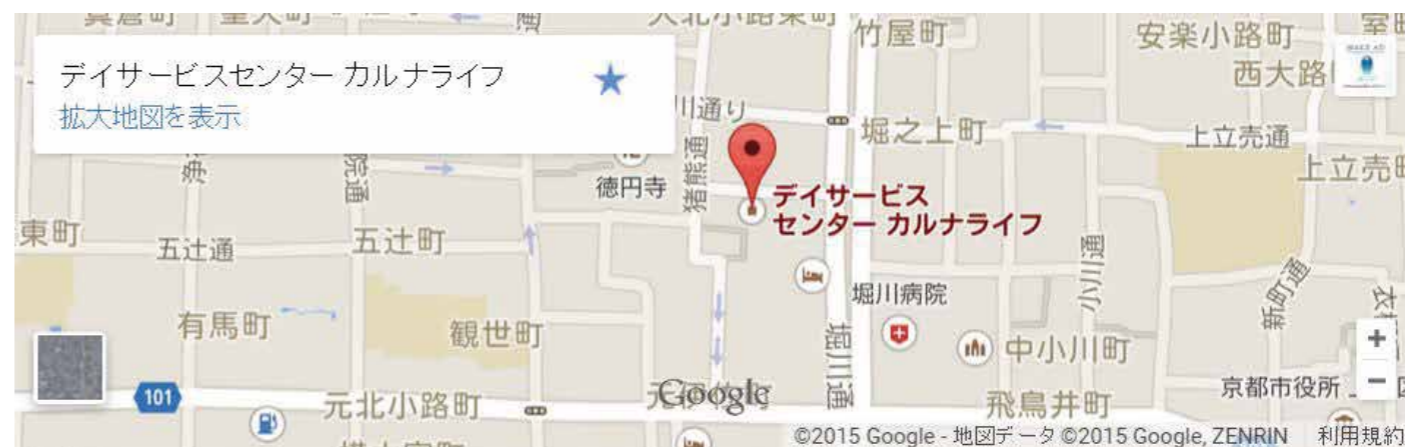 竹屋町
安楽小路町
西大路
デイサービスセンター カルナライフ
拡大地図を表示
川通り
堀之上町
上立売通
上立売
猪熊通
徳円寺
デイサービス
センター カルナライフ
院通
東町
五辻通
五辻町
小川通
新町通
堀川病院
有馬町
観世町
堀川通
中小川町
+
-
101
元北小路町
Google
飛鳥井町
京都市役所
©2015 Google - 地図データ ©2015 Google, ZENRIN
利用規約